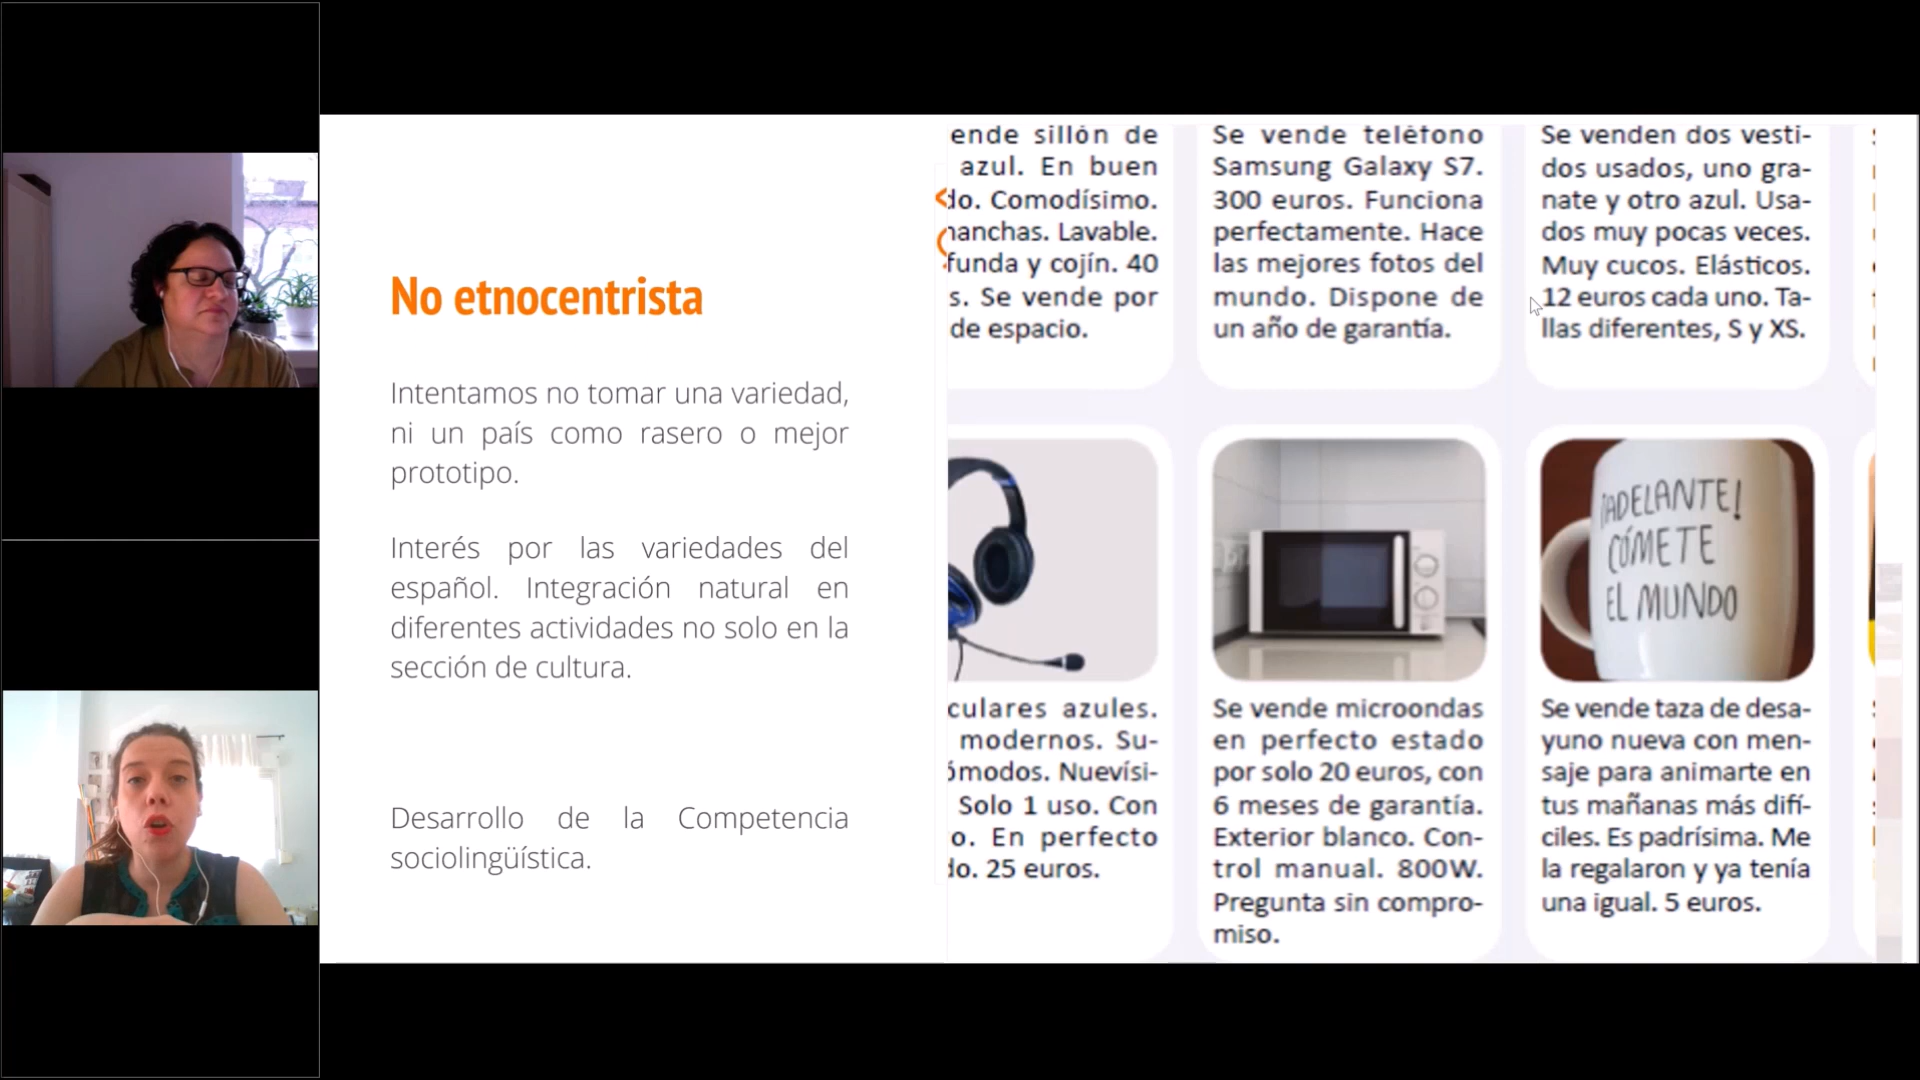 No etnocentrista
Intentamos no tomar una variedad,
ni un país como rasero o mejor
prototipo.
Interés por las variedades del
español. Integración natural en
diferentes actividades no solo en la
sección de cultura.
Desarrollo de la Competencia
sociolingüística.
ende sillón de
azul. En buen
do. Comodísimo.
manchas. Lavable.
funda y cojín. 40
s. Se vende por
de espacio.
Se vende teléfono
Samsung Galaxy S7.
300 euros. Funciona
perfectamente. Hace
las mejores fotos del
mundo. Dispone de
un año de garantía.
Se venden dos vesti-
dos usados, uno gra-
nate y otro azul. Usa-
dos muy pocas veces.
Muy cucos. Elásticos.
12 euros cada uno. Ta-
llas diferentes, S y XS.
¡ADELANTE!
CÓMETE
EL MUNDO
culares azules.
modernos. Su-
ómodos. Nuevísi-
Solo 1 uso. Con
o. En perfecto
do. 25 euros.
Se vende microondas
en perfecto estado
por solo 20 euros, con
6 meses de garantía.
Exterior blanco. Con-
trol manual. 800W.
Pregunta sin compro-
miso.
Se vende taza de desa-
yuno nueva con men-
saje para animarte en
tus mañanas más difí-
ciles. Es padrísima. Me
la regalaron y ya tenía
una igual. 5 euros.